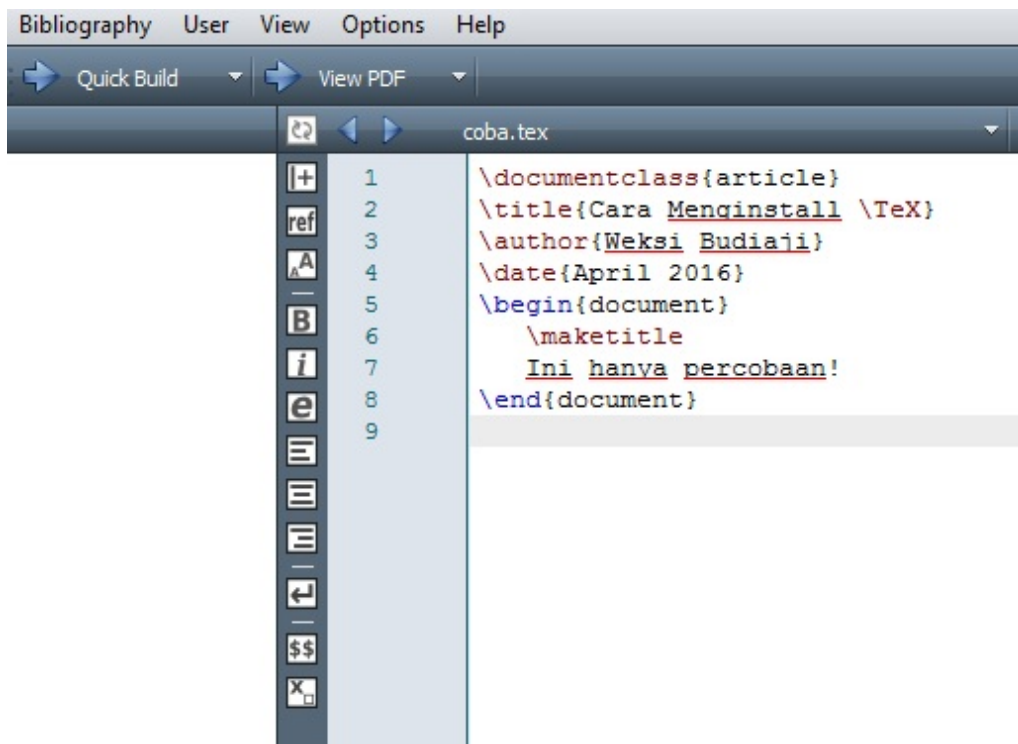 Bibliography User View Options Help
Quick Build View PDF
coba.tex
1 \documentclass{article}
2 \title{Cara Menginstall \TeX}
3 \author{Weksi Budiaji}
4 \date{April 2016}
5 \begin{document}
6 \maketitle
7 Ini hanya percobaan!
8 \end{document}
9
ref
AA
B
i
e
$$
X